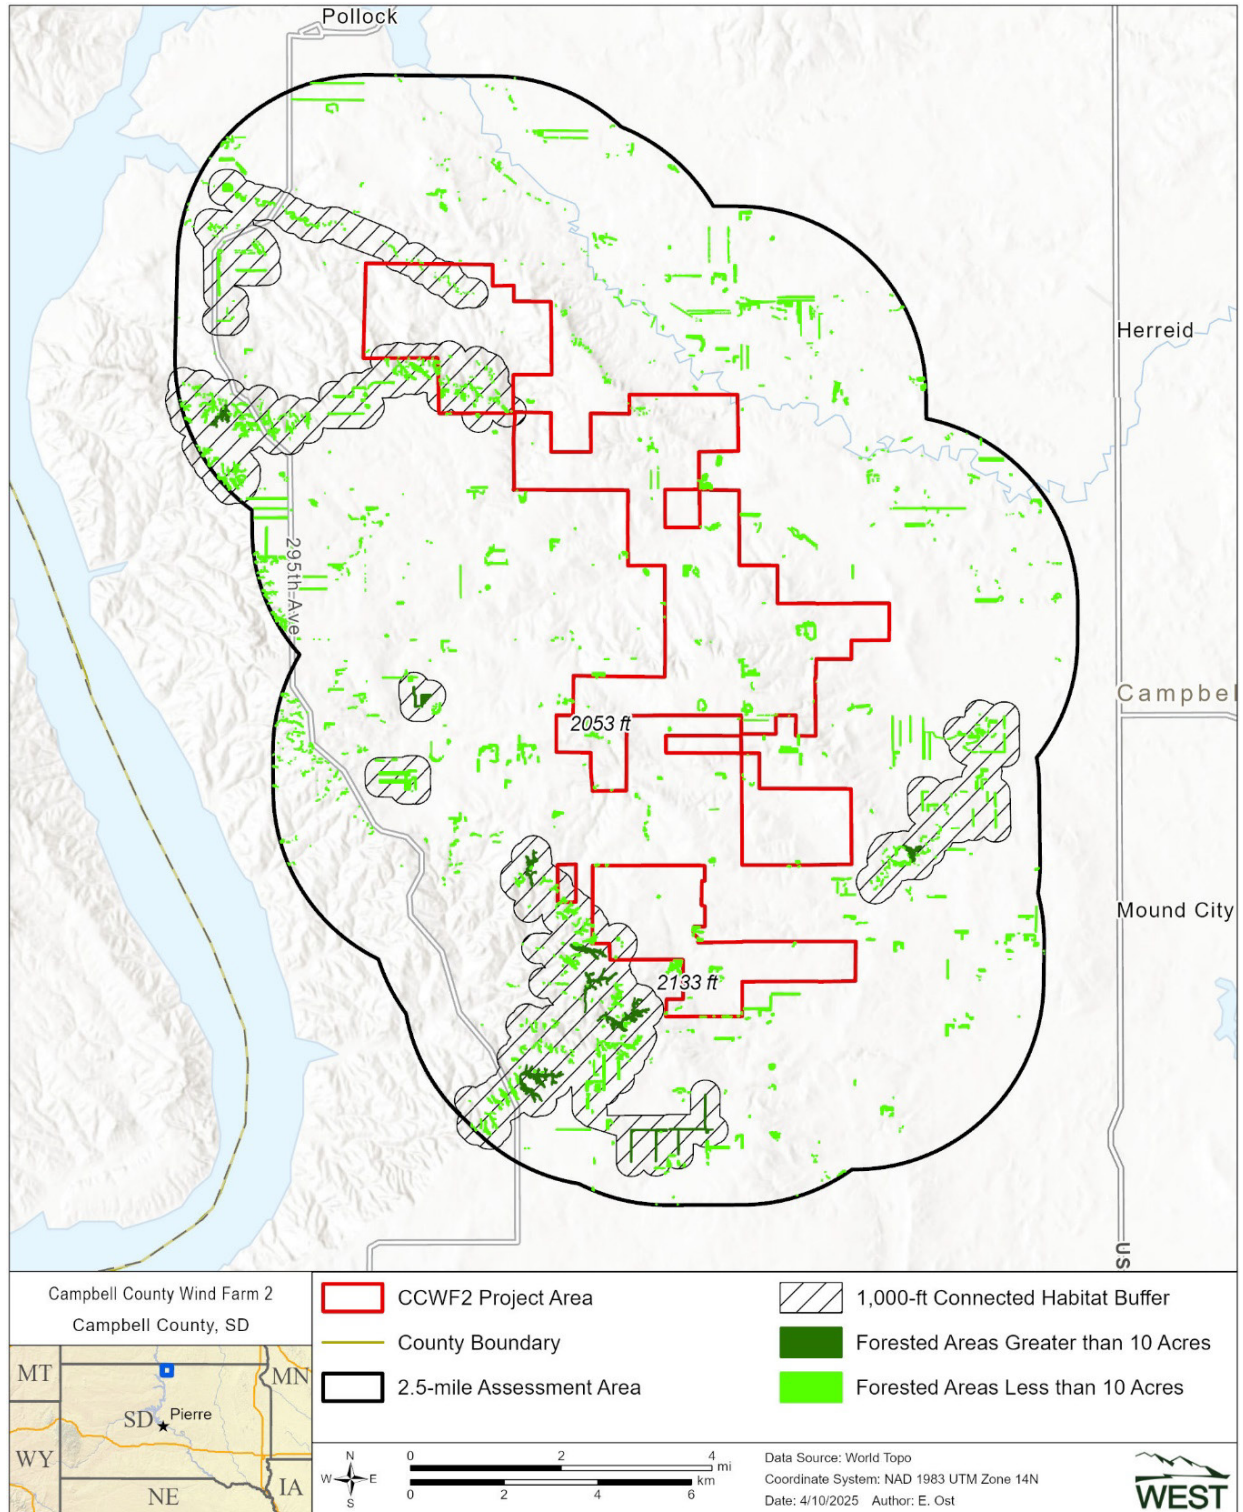 Pollock
Herreid
295th Ave
Campbel
2053 ft
Mound City
2133 ft
US
Campbell County Wind Farm 2
Campbell County, SD
MT
MN
SD
Pierre
WY
NE
IA
CCWF2 Project Area
County Boundary
2.5-mile Assessment Area
1,000-ft Connected Habitat Buffer
Forested Areas Greater than 10 Acres
Forested Areas Less than 10 Acres
N
W
E
S
0 2 4
mi
km
0 2 4 6
Data Source: World Topo
Coordinate System: NAD 1983 UTM Zone 14N
Date: 4/10/2025 Author: E. Ost
WEST